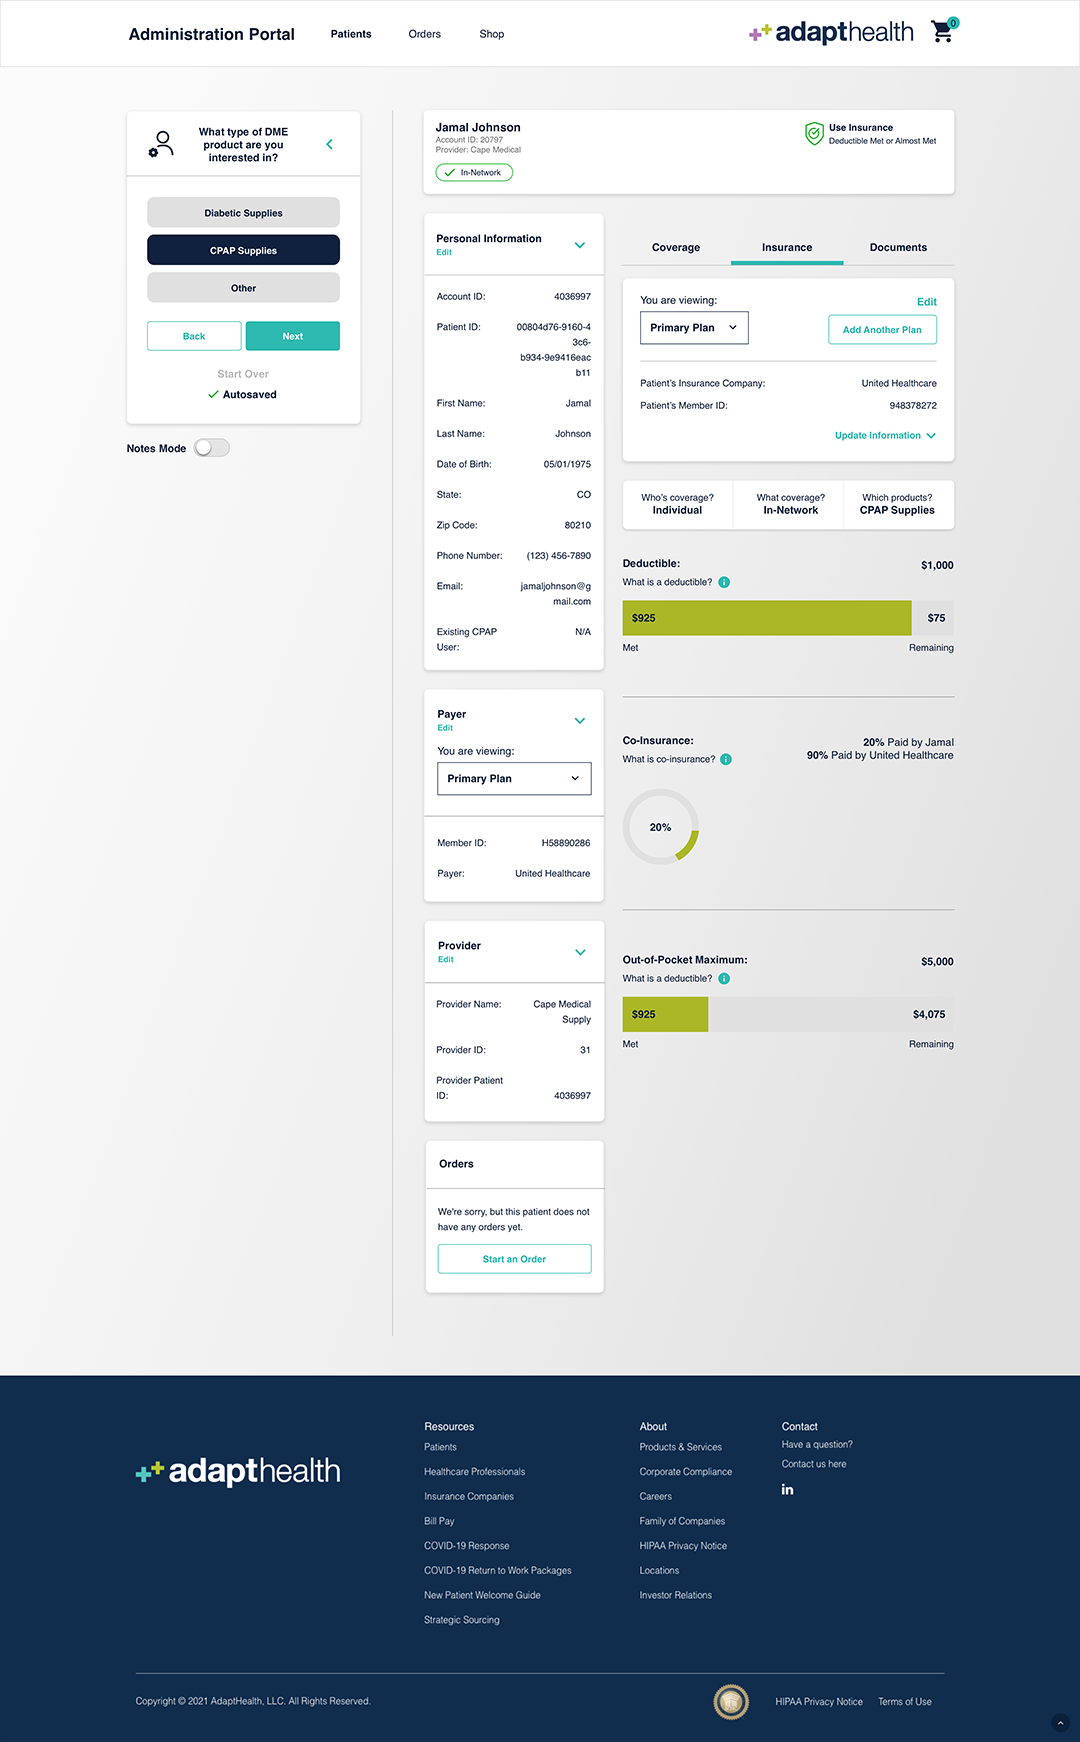 Administration Portal
Patients
Orders
Shop
adapthealth
0
What type of DME
product are you
interested in?
Diabetic Supplies
CPAP Supplies
Other
Back
Next
Start Over
Autosaved
Notes Mode
Jamal Johnson
Account ID: 20797
Provider: Cape Medical
In-Network
Use Insurance
Deductible Met or Almost Met
Personal Information
Edit
Account ID: 4036997
Patient ID: 00804d76-9160-4
3c6-
b934-9e9416eac
b11
First Name: Jamal
Last Name: Johnson
Date of Birth: 05/01/1975
State: CO
Zip Code: 80210
Phone Number: (123) 456-7890
Email: jamaljohnson@g
mail.com
Existing CPAP N/A
User:
Payer
Edit
You are viewing:
Primary Plan
Member ID: H58890286
Payer: United Healthcare
Provider
Edit
Provider Name: Cape Medical
Supply
Provider ID: 31
Provider Patient
ID: 4036997
Orders
We're sorry, but this patient does not
have any orders yet.
Start an Order
Coverage
Insurance
Documents
You are viewing:
Edit
Primary Plan
Add Another Plan
Patient's Insurance Company: United Healthcare
Patient's Member ID: 948378272
Update Information
Who's coverage?
Individual
What coverage?
In-Network
Which products?
CPAP Supplies
Deductible: $1,000
What is a deductible?
$925 $75
Met Remaining
Co-Insurance: 20% Paid by Jamal
What is co-insurance? 90% Paid by United Healthcare
20%
Out-of-Pocket Maximum: $5,000
What is a deductible?
$925 $4,075
Met Remaining
adapthealth
Resources
Patients
Healthcare Professionals
Insurance Companies
Bill Pay
COVID-19 Response
COVID-19 Return to Work Packages
New Patient Welcome Guide
Strategic Sourcing
About
Products & Services
Corporate Compliance
Careers
Family of Companies
HIPAA Privacy Notice
Locations
Investor Relations
Contact
Have a question?
Contact us here
in
Copyright © 2021 AdaptHealth, LLC. All Rights Reserved.
HIPAA Privacy Notice
Terms of Use